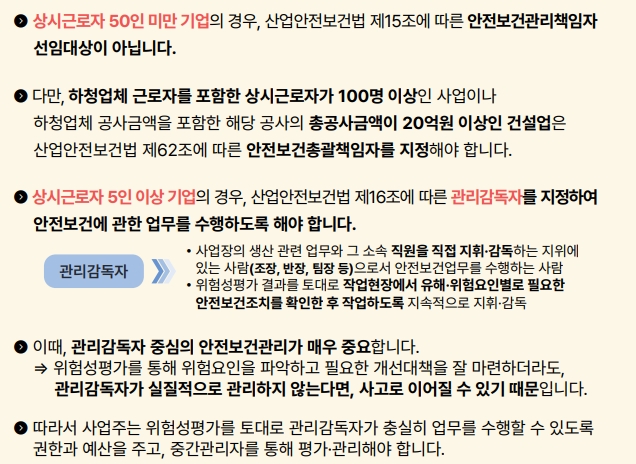 ❯ 상시근로자 50인 미만 기업의 경우, 산업안전보건법 제15조에 따른 안전보건관리책임자
선임대상이 아닙니다.
❯ 다만, 하청업체 근로자를 포함한 상시근로자가 100명 이상인 사업이나
하청업체 공사금액을 포함한 해당 공사의 총공사금액이 20억원 이상인 건설업은
산업안전보건법 제62조에 따른 안전보건총괄책임자를 지정해야 합니다.
❯ 상시근로자 5인 이상 기업의 경우, 산업안전보건법 제16조에 따른 관리감독자를 지정하여
안전보건에 관한 업무를 수행하도록 해야 합니다.
관리감독자
• 사업장의 생산 관련 업무와 그 소속 직원을 직접 지휘·감독하는 지위에
있는 사람(조장, 반장, 팀장 등)으로서 안전보건업무를 수행하는 사람
• 위험성평가 결과를 토대로 작업현장에서 유해·위험요인별로 필요한
안전보건조치를 확인한 후 작업하도록 지속적으로 지휘·감독
❯ 이때, 관리감독자 중심의 안전보건관리가 매우 중요합니다.
⇒ 위험성평가를 통해 위험요인을 파악하고 필요한 개선대책을 잘 마련하더라도,
관리감독자가 실질적으로 관리하지 않는다면, 사고로 이어질 수 있기 때문입니다.
❯ 따라서 사업주는 위험성평가를 토대로 관리감독자가 충실히 업무를 수행할 수 있도록
권한과 예산을 주고, 중간관리자를 통해 평가·관리해야 합니다.